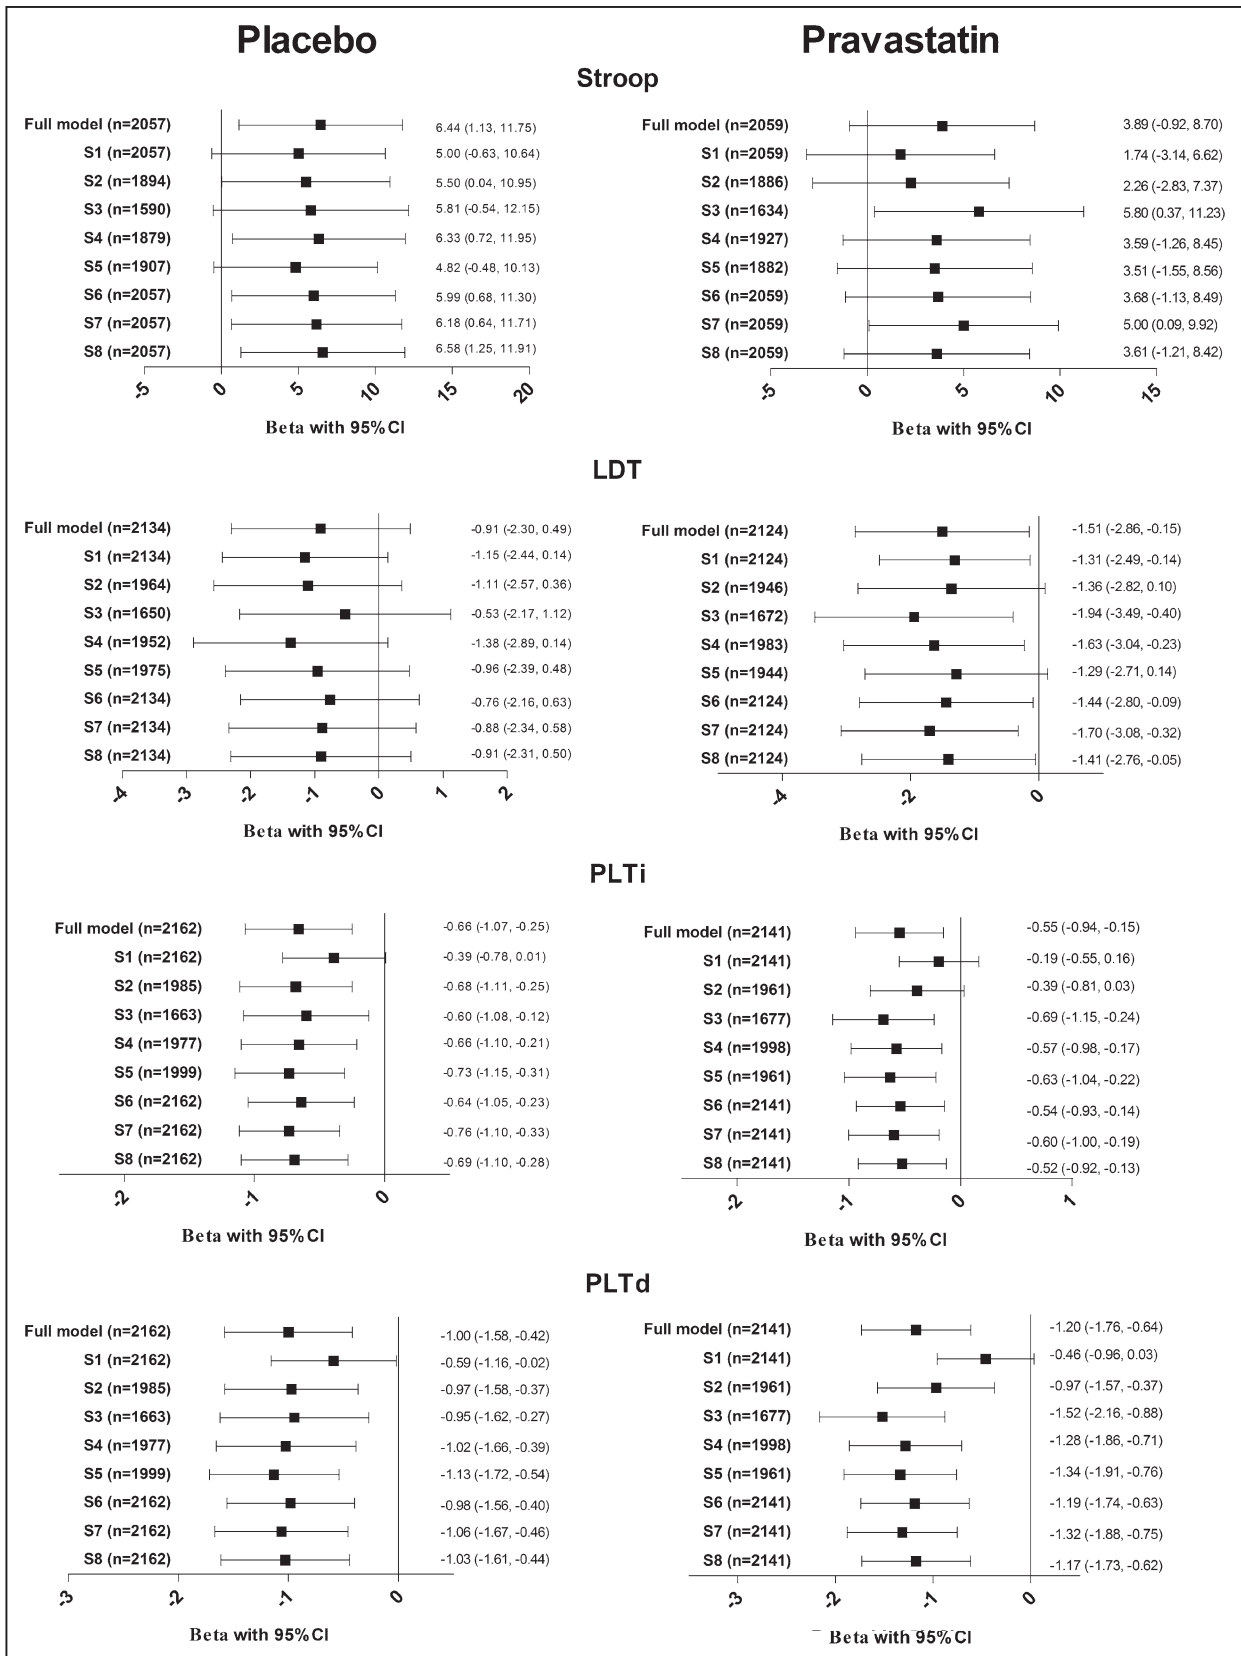 Placebo
Pravastatin
Stroop
Full model (n=2057) 6.44 (1.13, 11.75)
S1 (n=2057) 5.00 (-0.63, 10.64)
S2 (n=1894) 5.50 (0.04, 10.95)
S3 (n=1590) 5.81 (-0.54, 12.15)
S4 (n=1879) 6.33 (0.72, 11.95)
S5 (n=1907) 4.82 (-0.48, 10.13)
S6 (n=2057) 5.99 (0.68, 11.30)
S7 (n=2057) 6.18 (0.64, 11.71)
S8 (n=2057) 6.58 (1.25, 11.91)
-5 0 5 10 15 20
Beta with 95%CI
Full model (n=2059) 3.89 (-0.92, 8.70)
S1 (n=2059) 1.74 (-3.14, 6.62)
S2 (n=1886) 2.26 (-2.83, 7.37)
S3 (n=1634) 5.80 (0.37, 11.23)
S4 (n=1927) 3.59 (-1.26, 8.45)
S5 (n=1882) 3.51 (-1.55, 8.56)
S6 (n=2059) 3.68 (-1.13, 8.49)
S7 (n=2059) 5.00 (0.09, 9.92)
S8 (n=2059) 3.61 (-1.21, 8.42)
-5 0 5 10 15
Beta with 95%CI
LDT
Full model (n=2134) -0.91 (-2.30, 0.49)
S1 (n=2134) -1.15 (-2.44, 0.14)
S2 (n=1964) -1.11 (-2.57, 0.36)
S3 (n=1650) -0.53 (-2.17, 1.12)
S4 (n=1952) -1.38 (-2.89, 0.14)
S5 (n=1975) -0.96 (-2.39, 0.48)
S6 (n=2134) -0.76 (-2.16, 0.63)
S7 (n=2134) -0.88 (-2.34, 0.58)
S8 (n=2134) -0.91 (-2.31, 0.50)
-4 -3 -2 -1 0 1 2
Beta with 95%CI
Full model (n=2124) -1.51 (-2.86, -0.15)
S1 (n=2124) -1.31 (-2.49, -0.14)
S2 (n=1946) -1.36 (-2.82, 0.10)
S3 (n=1672) -1.94 (-3.49, -0.40)
S4 (n=1983) -1.63 (-3.04, -0.23)
S5 (n=1944) -1.29 (-2.71, 0.14)
S6 (n=2124) -1.44 (-2.80, -0.09)
S7 (n=2124) -1.70 (-3.08, -0.32)
S8 (n=2124) -1.41 (-2.76, -0.05)
-4 -2 0
Beta with 95%CI
PLTi
Full model (n=2162) -0.66 (-1.07, -0.25)
S1 (n=2162) -0.39 (-0.78, 0.01)
S2 (n=1985) -0.68 (-1.11, -0.25)
S3 (n=1663) -0.60 (-1.08, -0.12)
S4 (n=1977) -0.66 (-1.10, -0.21)
S5 (n=1999) -0.73 (-1.15, -0.31)
S6 (n=2162) -0.64 (-1.05, -0.23)
S7 (n=2162) -0.76 (-1.10, -0.33)
S8 (n=2162) -0.69 (-1.10, -0.28)
-2 -1 0
Beta with 95%CI
Full model (n=2141) -0.55 (-0.94, -0.15)
S1 (n=2141) -0.19 (-0.55, 0.16)
S2 (n=1961) -0.39 (-0.81, 0.03)
S3 (n=1677) -0.69 (-1.15, -0.24)
S4 (n=1998) -0.57 (-0.98, -0.17)
S5 (n=1961) -0.63 (-1.04, -0.22)
S6 (n=2141) -0.54 (-0.93, -0.14)
S7 (n=2141) -0.60 (-1.00, -0.19)
S8 (n=2141) -0.52 (-0.92, -0.13)
-2 -1 0 1
Beta with 95%CI
PLTd
Full model (n=2162) -1.00 (-1.58, -0.42)
S1 (n=2162) -0.59 (-1.16, -0.02)
S2 (n=1985) -0.97 (-1.58, -0.37)
S3 (n=1663) -0.95 (-1.62, -0.27)
S4 (n=1977) -1.02 (-1.66, -0.39)
S5 (n=1999) -1.13 (-1.72, -0.54)
S6 (n=2162) -0.98 (-1.56, -0.40)
S7 (n=2162) -1.06 (-1.67, -0.46)
S8 (n=2162) -1.03 (-1.61, -0.44)
-3 -2 -1 0
Beta with 95%CI
Full model (n=2141) -1.20 (-1.76, -0.64)
S1 (n=2141) -0.46 (-0.96, 0.03)
S2 (n=1961) -0.97 (-1.57, -0.37)
S3 (n=1677) -1.52 (-2.16, -0.88)
S4 (n=1998) -1.28 (-1.86, -0.71)
S5 (n=1961) -1.34 (-1.91, -0.76)
S6 (n=2141) -1.19 (-1.74, -0.63)
S7 (n=2141) -1.32 (-1.88, -0.75)
S8 (n=2141) -1.17 (-1.73, -0.62)
-3 -2 -1 0
Beta with 95%CI